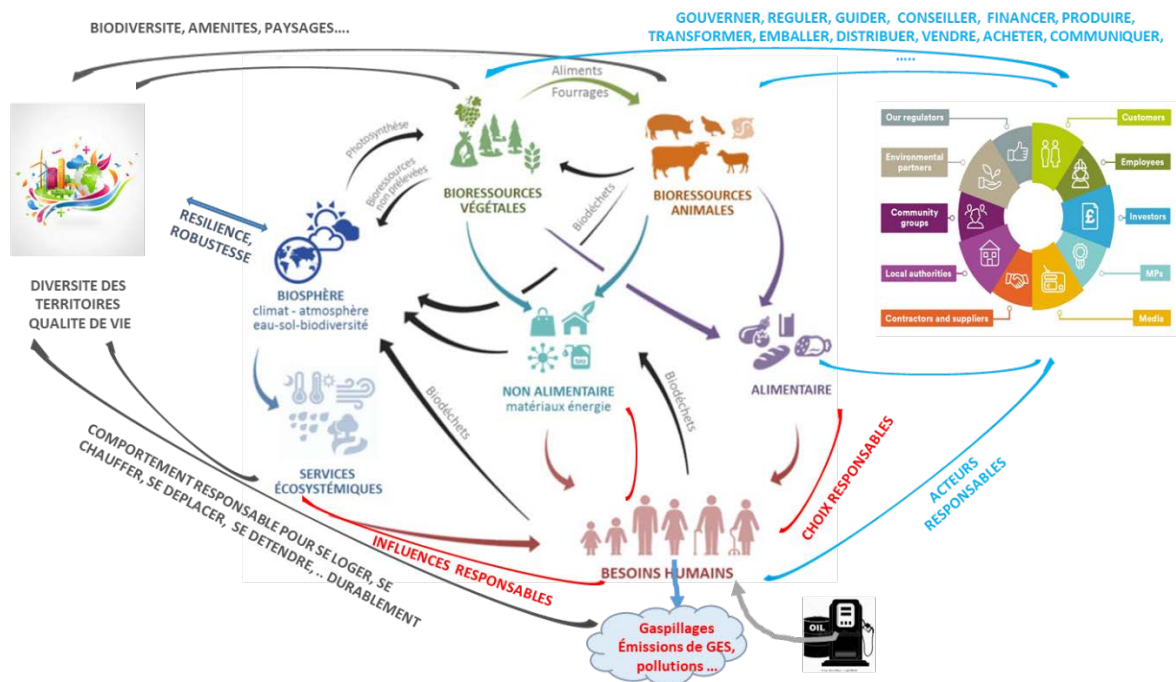 BIODIVERSITE, AMENITES, PAYSAGES….
GOUVERNER, REGULER, GUIDER, CONSEILLER, FINANCER, PRODUIRE,
TRANSFORMER, EMBALLER, DISTRIBUER, VENDRE, ACHETER, COMMUNIQUER,
…..
Aliments
Fourrages
Photosynthèse
Bioressources
non prélevées
BIORESSOURCES
VÉGÉTALES
BIORESSOURCES
ANIMALES
Biodéchets
RESILIENCE,
ROBUSTESSE
BIOSPHÈRE
climat - atmosphère
eau-sol-biodiversité
DIVERSITE DES
TERRITOIRES
QUALITE DE VIE
Our regulators
Customers
Environmental
partners
Employees
Community
groups
Investors
£
Local authorities
MPs
Contractors and suppliers
Media
NON ALIMENTAIRE
matériaux énergie
ALIMENTAIRE
Biodéchets
Biodéchets
SERVICES
ÉCOSYSTÉMIQUES
COMPORTEMENT RESPONSABLE POUR SE LOGER, SE
CHAUFFER, SE DEPLACER, SE DETENDRE, .. DURABLEMENT
INFLUENCES RESPONSABLES
CHOIX RESPONSABLES
ACTEURS
RESPONSABLES
BESOINS HUMAINS
Gaspillages
Émissions de GES,
pollutions ...
OIL